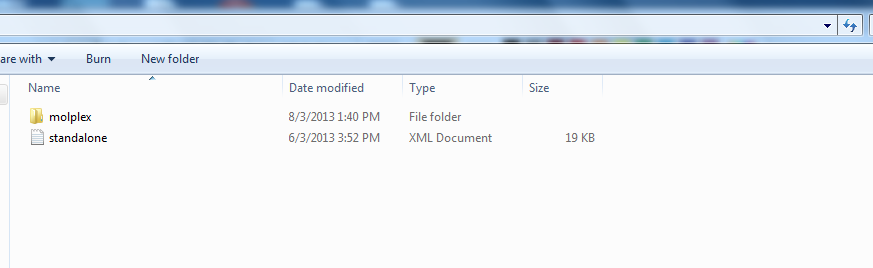 are with Burn New folder
Name Date modified Type Size
molplex 8/3/2013 1:40 PM File folder
standalone 6/3/2013 3:52 PM XML Document 19 KB